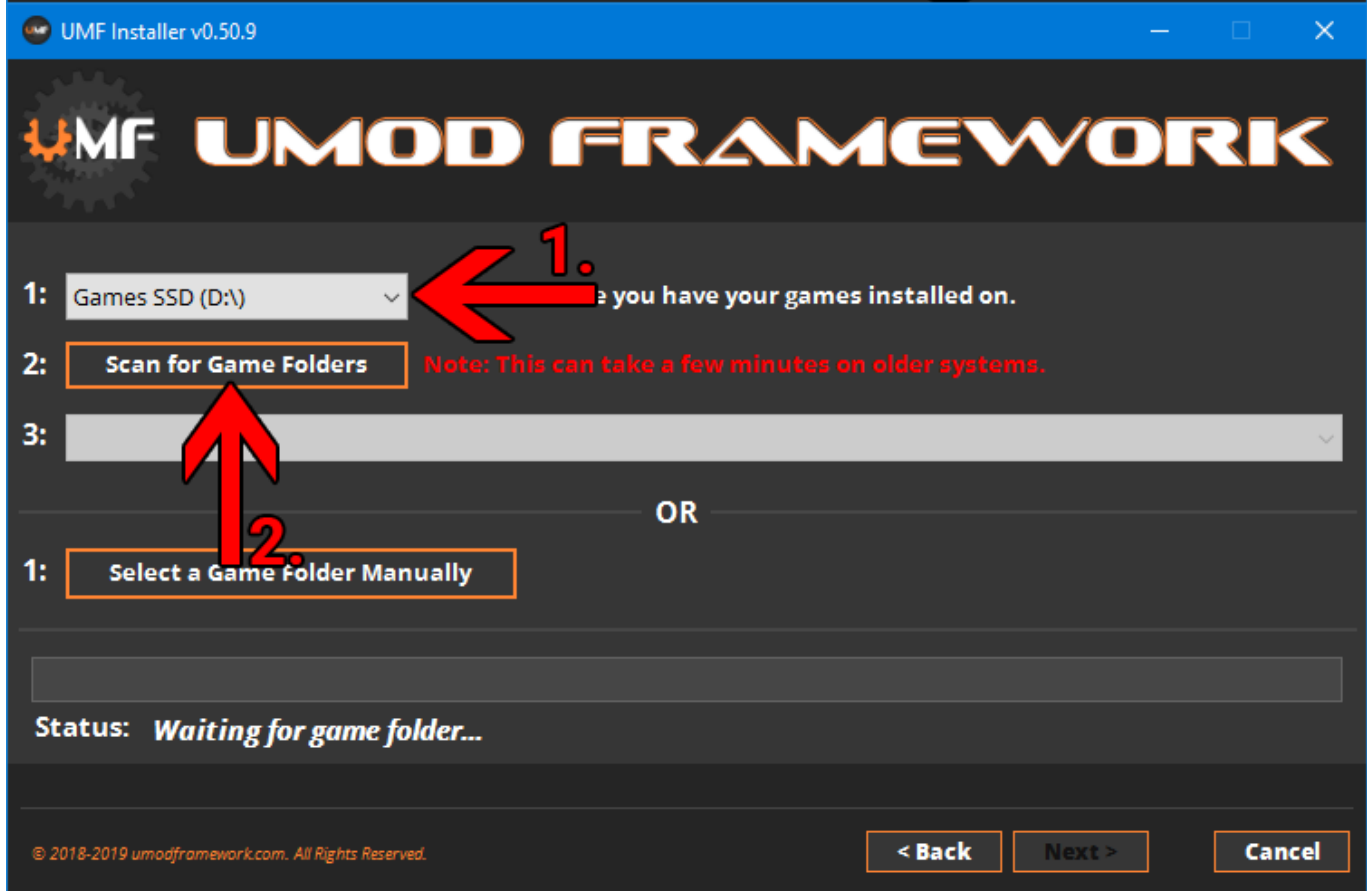 UMF Installer v0.50.9
UMF UMOD FRAMEWORK
1.
1: Games SSD (D:\) you have your games installed on.
2: Scan for Game Folders Note: This can take a few minutes on older systems.
3:
OR
2.
1: Select a Game Folder Manually
Status: Waiting for game folder...
© 2018-2019 umodframework.com. All Rights Reserved.
< Back Next > Cancel